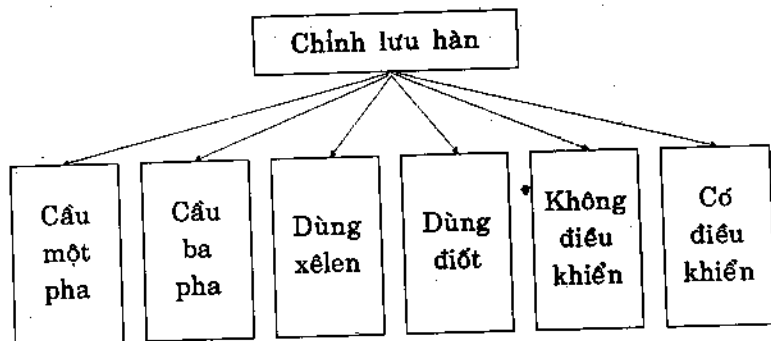 Chỉnh lưu hàn
Cầu
một
pha
Cầu
ba
pha
Dùng
xêlen
Dùng
điốt
Không
điều
khiển
Có
điều
khiển